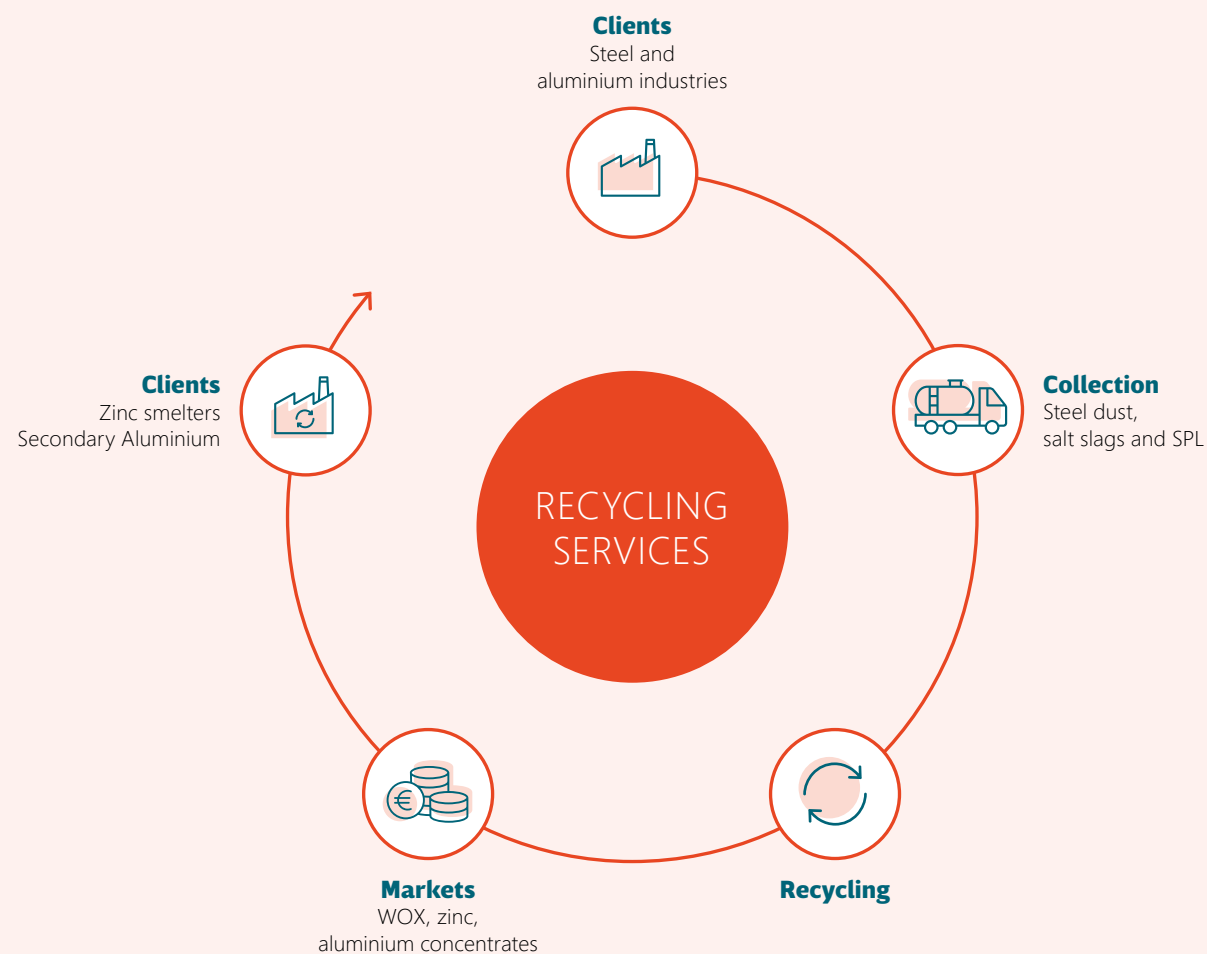 Clients
Steel and
aluminium industries
Clients
Zinc smelters
Secondary Aluminium
Collection
Steel dust,
salt slags and SPL
RECYCLING
SERVICES
€
Markets
WOX, zinc,
aluminium concentrates
Recycling